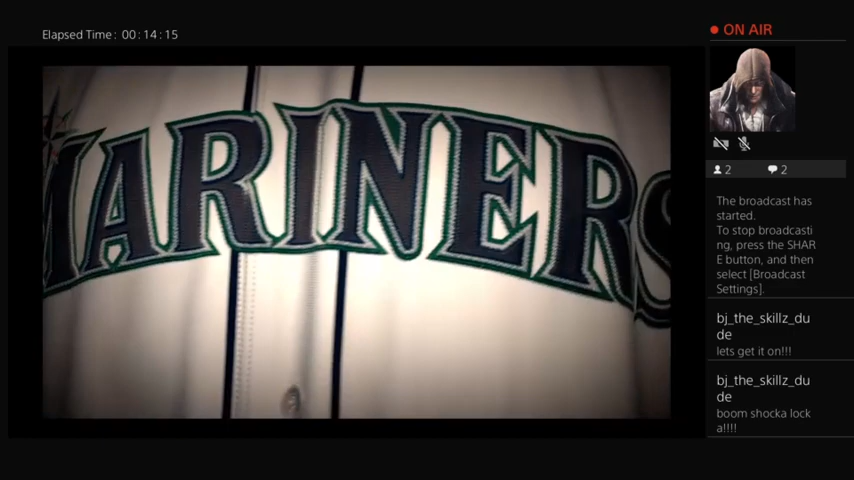 Elapsed Time: 00:14:15
ON AIR
MARINERS
2 2
The broadcast has
started.
To stop broadcasti
ng, press the SHAR
E button, and then
select [Broadcast
Settings].
bj_the_skillz_du
de
lets get it on!!!
bj_the_skillz_du
de
boom shocka lock
a!!!!